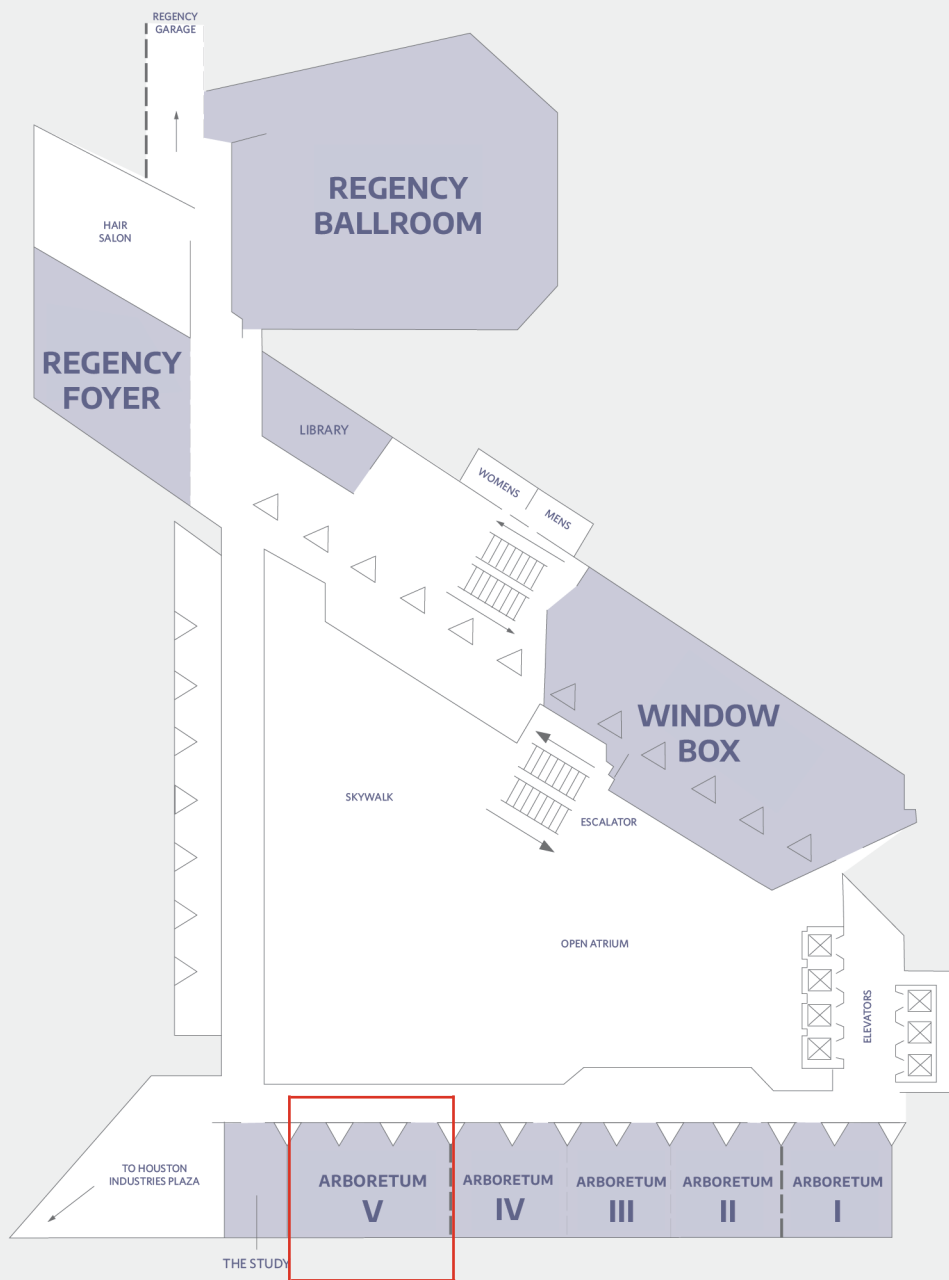 REGENCY
GARAGE
REGENCY
BALLROOM
HAIR
SALON
REGENCY
FOYER
LIBRARY
WOMENS
MENS
WINDOW
BOX
SKYWALK
ESCALATOR
OPEN ATRIUM
ELEVATORS
TO HOUSTON
INDUSTRIES PLAZA
ARBORETUM
V
ARBORETUM
IV
ARBORETUM
III
ARBORETUM
II
ARBORETUM
I
THE STUDY